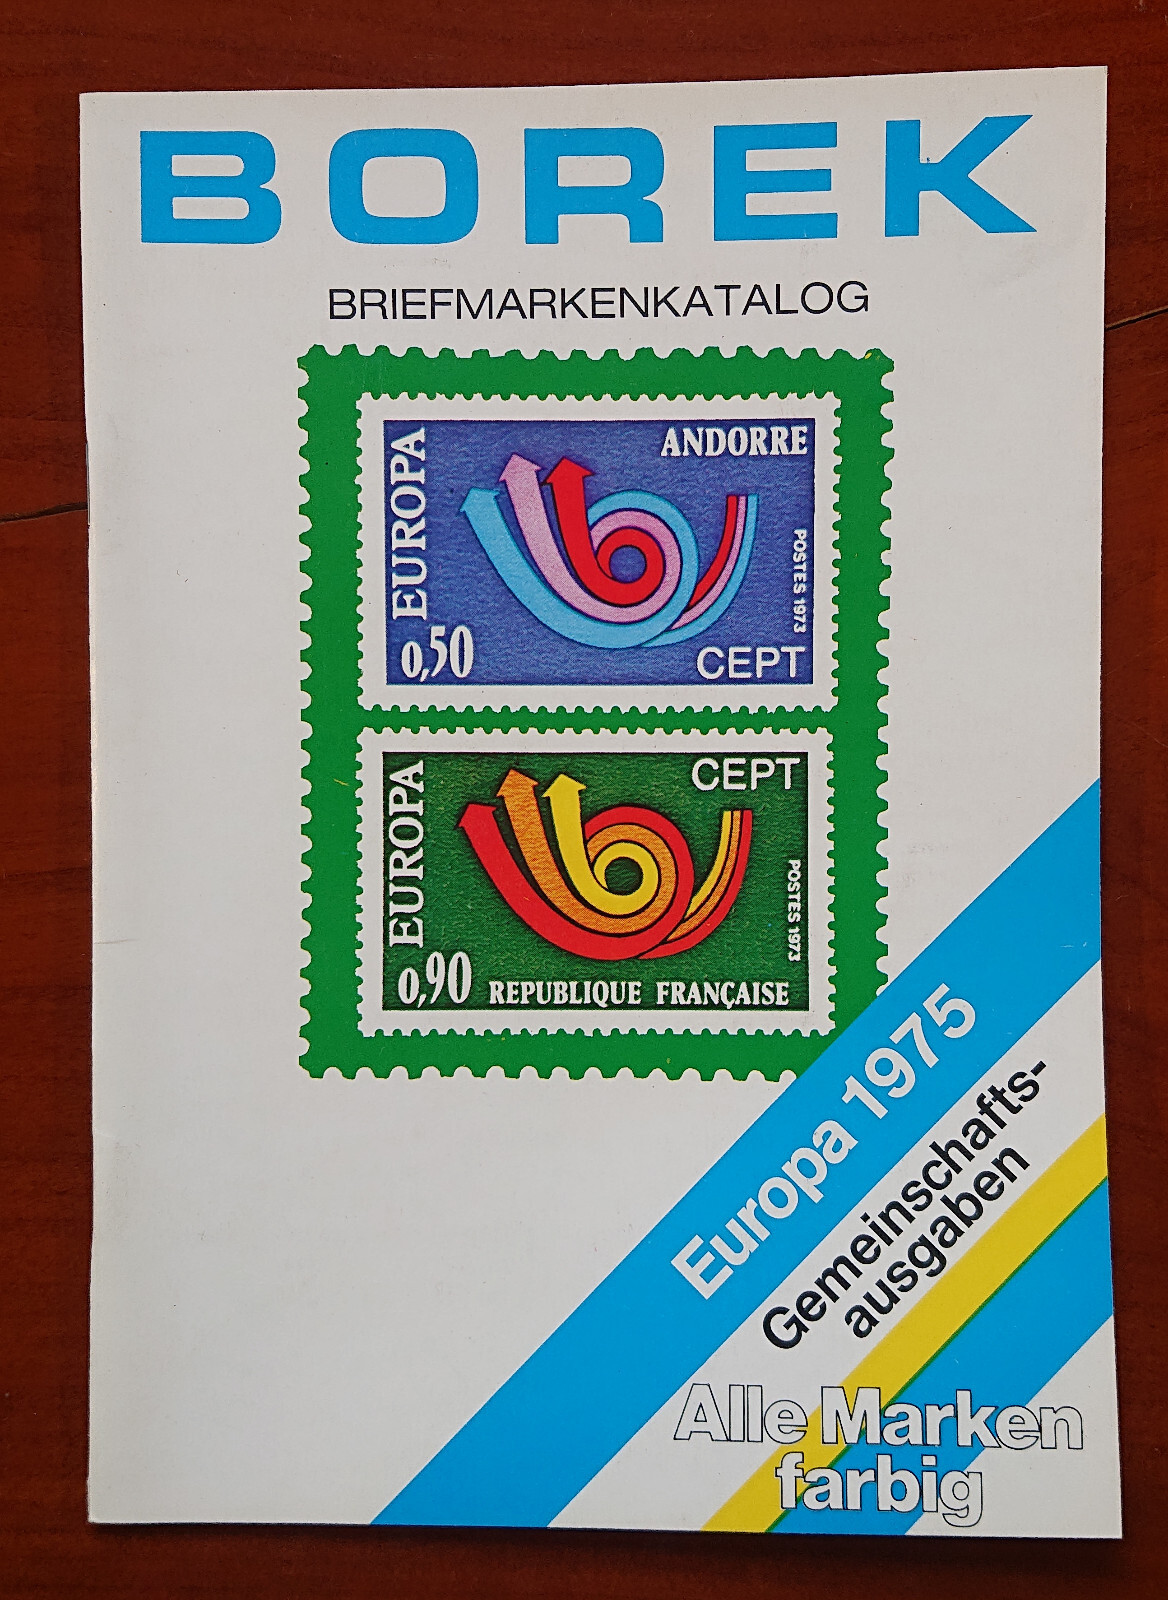 BOREK
BRIEFMARKENKATALOG
EUROPA
ANDORRE
POSTES 1973
0,50
CEPT
EUROPA
CEPT
POSTES 1973
0,90
REPUBLIQUE FRANÇAISE
Europa 1975
Gemeinschafts-
ausgaben
Alle Marken
farbig